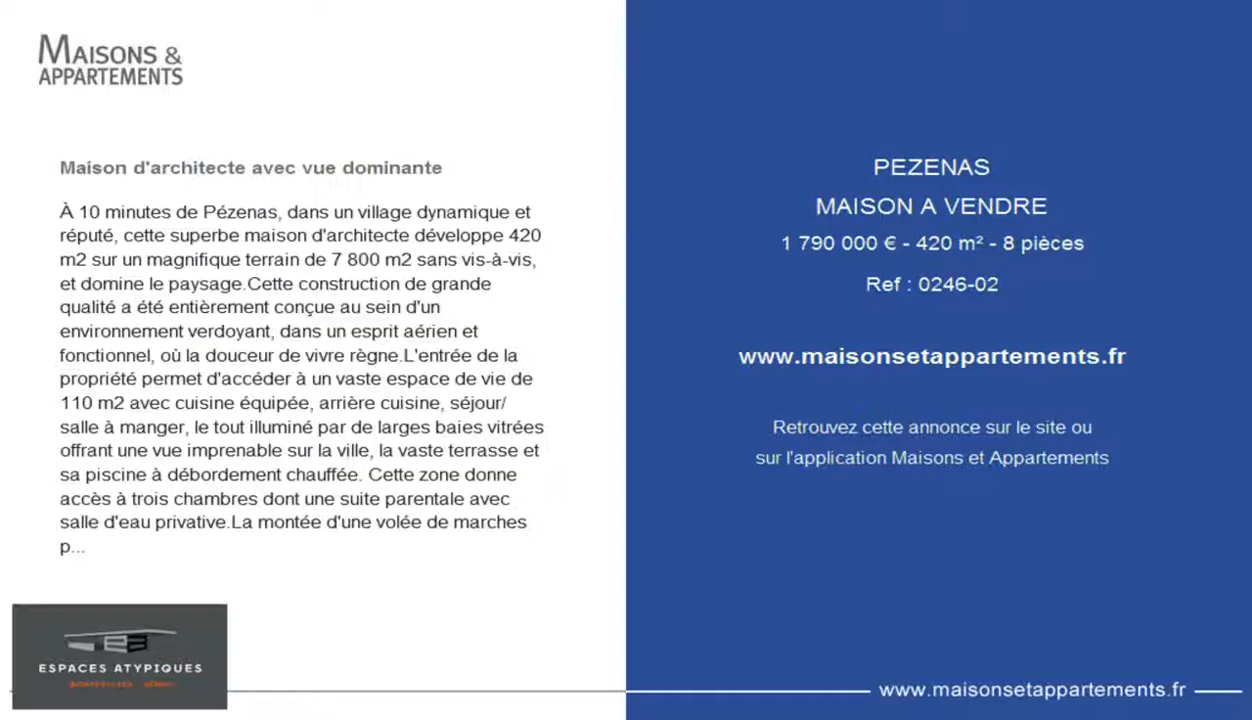 MAISONS &
APPARTEMENTS
Maison d'architecte avec vue dominante
À 10 minutes de Pézenas, dans un village dynamique et
réputé, cette superbe maison d'architecte développe 420
m2 sur un magnifique terrain de 7 800 m2 sans vis-à-vis,
et domine le paysage.Cette construction de grande
qualité a été entièrement conçue au sein d'un
environnement verdoyant, dans un esprit aérien et
fonctionnel, où la douceur de vivre règne.L'entrée de la
propriété permet d'accéder à un vaste espace de vie de
110 m2 avec cuisine équipée, arrière cuisine, séjour/
salle à manger, le tout illuminé par de larges baies vitrées
offrant une vue imprenable sur la ville, la vaste terrasse et
sa piscine à débordement chauffée. Cette zone donne
accès à trois chambres dont une suite parentale avec
salle d'eau privative.La montée d'une volée de marches
p...
ESPACES ATYPIQUES
PEZENAS
MAISON A VENDRE
1 790 000 € - 420 m² - 8 pièces
Ref : 0246-02
www.maisonsetappartements.fr
Retrouvez cette annonce sur le site ou
sur l'application Maisons et Appartements
www.maisonsetappartements.fr